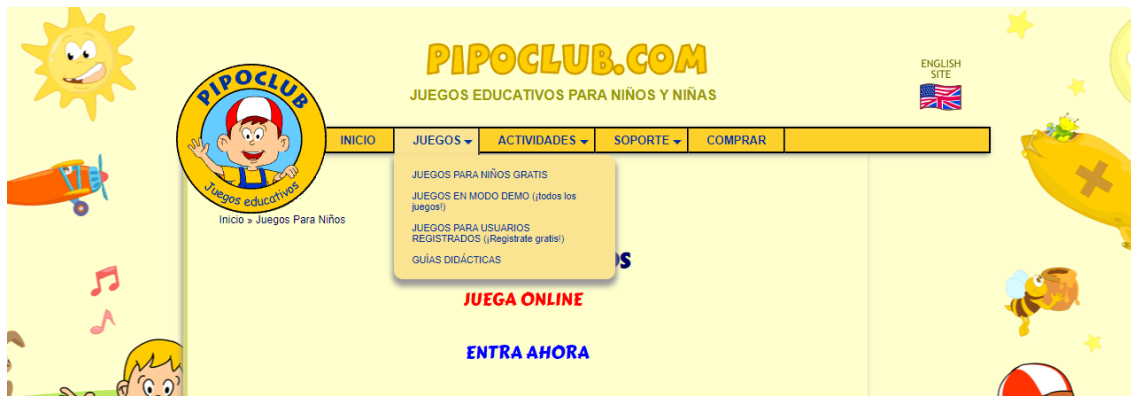 PIPOCLUB.COM
JUEGOS EDUCATIVOS PARA NIÑOS Y NIÑAS
ENGLISH
SITE
PIPOCLUB
Juegos educativos
INICIO
JUEGOS
ACTIVIDADES
SOPORTE
COMPRAR
JUEGOS PARA NIÑOS GRATIS
JUEGOS EN MODO DEMO (¡todos los
juegos!)
JUEGOS PARA USUARIOS
REGISTRADOS (¡Registrate gratis!)
GUÍAS DIDÁCTICAS
Inicio » Juegos Para Niños
JUEGA ONLINE
ENTRA AHORA